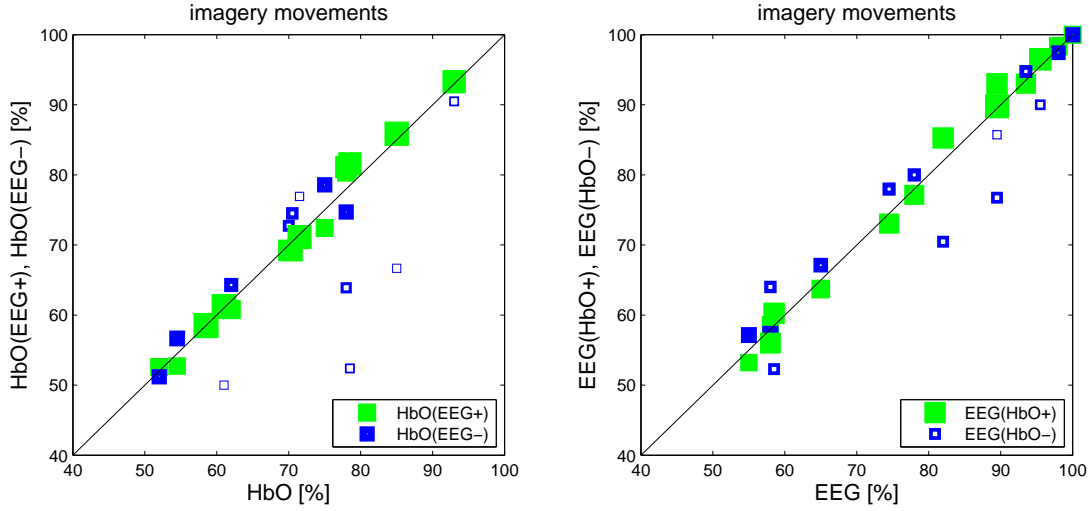 imagery movements
HbO(EEG+), HbO(EEG−) [%]
100
90
80
70
60
50
40
40 50 60 70 80 90 100
HbO [%]
HbO(EEG+)
HbO(EEG−)
imagery movements
EEG(HbO+), EEG(HbO−) [%]
100
90
80
70
60
50
40
40 50 60 70 80 90 100
EEG [%]
EEG(HbO+)
EEG(HbO−)